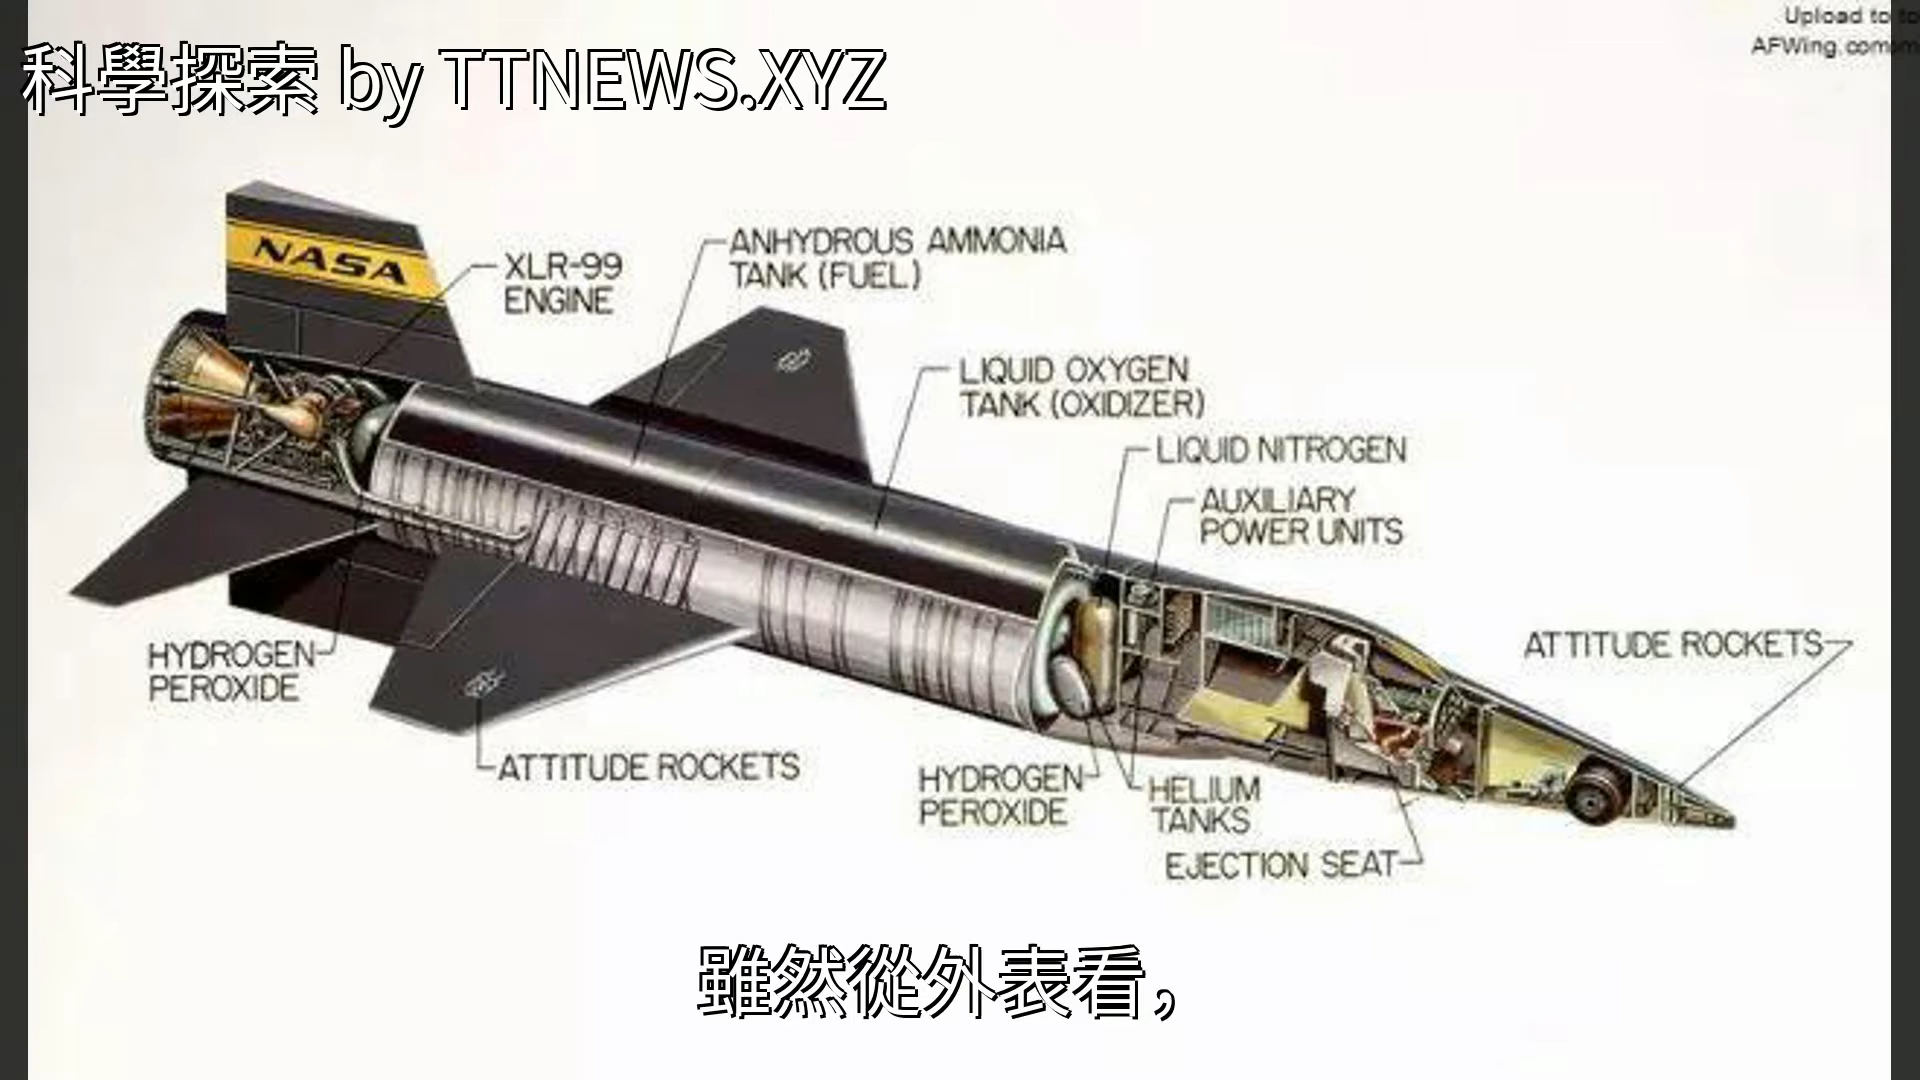 Upload to
AFWing.com
科學探索 by TTNEWS.XYZ
NASA
XLR-99
ENGINE
ANHYDROUS AMMONIA
TANK (FUEL)
LIQUID OXYGEN
TANK (OXIDIZER)
LIQUID NITROGEN
AUXILIARY
POWER UNITS
ATTITUDE ROCKETS
HYDROGEN
PEROXIDE
ATTITUDE ROCKETS
HYDROGEN
PEROXIDE
HELIUM
TANKS
EJECTION SEAT
雖然從外表看，